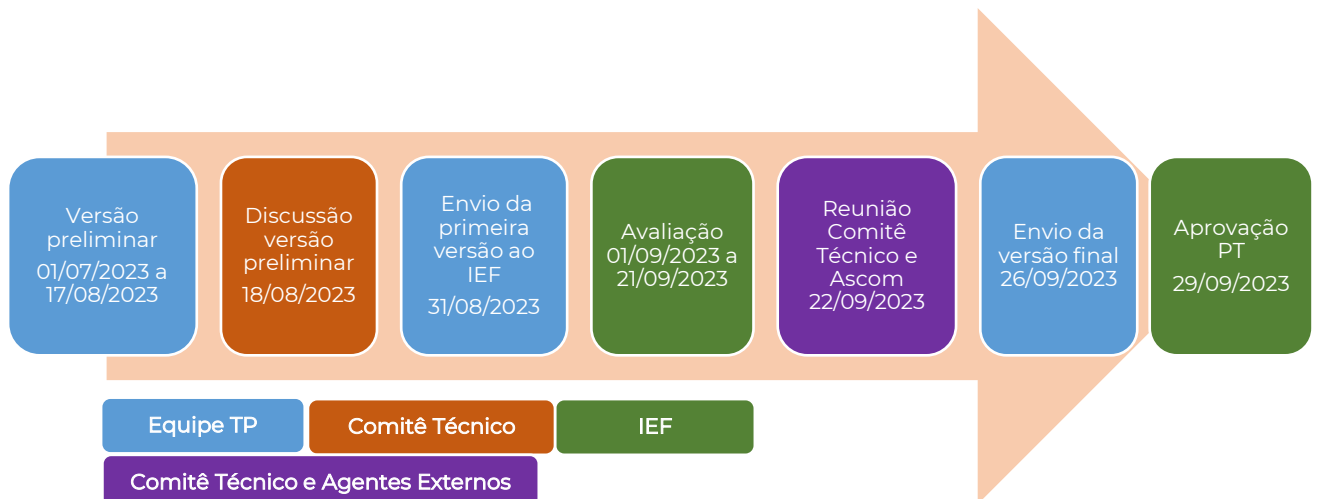 Versão
preliminar
01/07/2023 a
17/08/2023
Discussão
versão
preliminar
18/08/2023
Envio da
primeira
versão ao
IEF
31/08/2023
Avaliação
01/09/2023 a
21/09/2023
Reunião
Comitê
Técnico e
Ascom
22/09/2023
Envio da
versão final
26/09/2023
Aprovação
PT
29/09/2023
Equipe TP
Comitê Técnico
IEF
Comitê Técnico e Agentes Externos